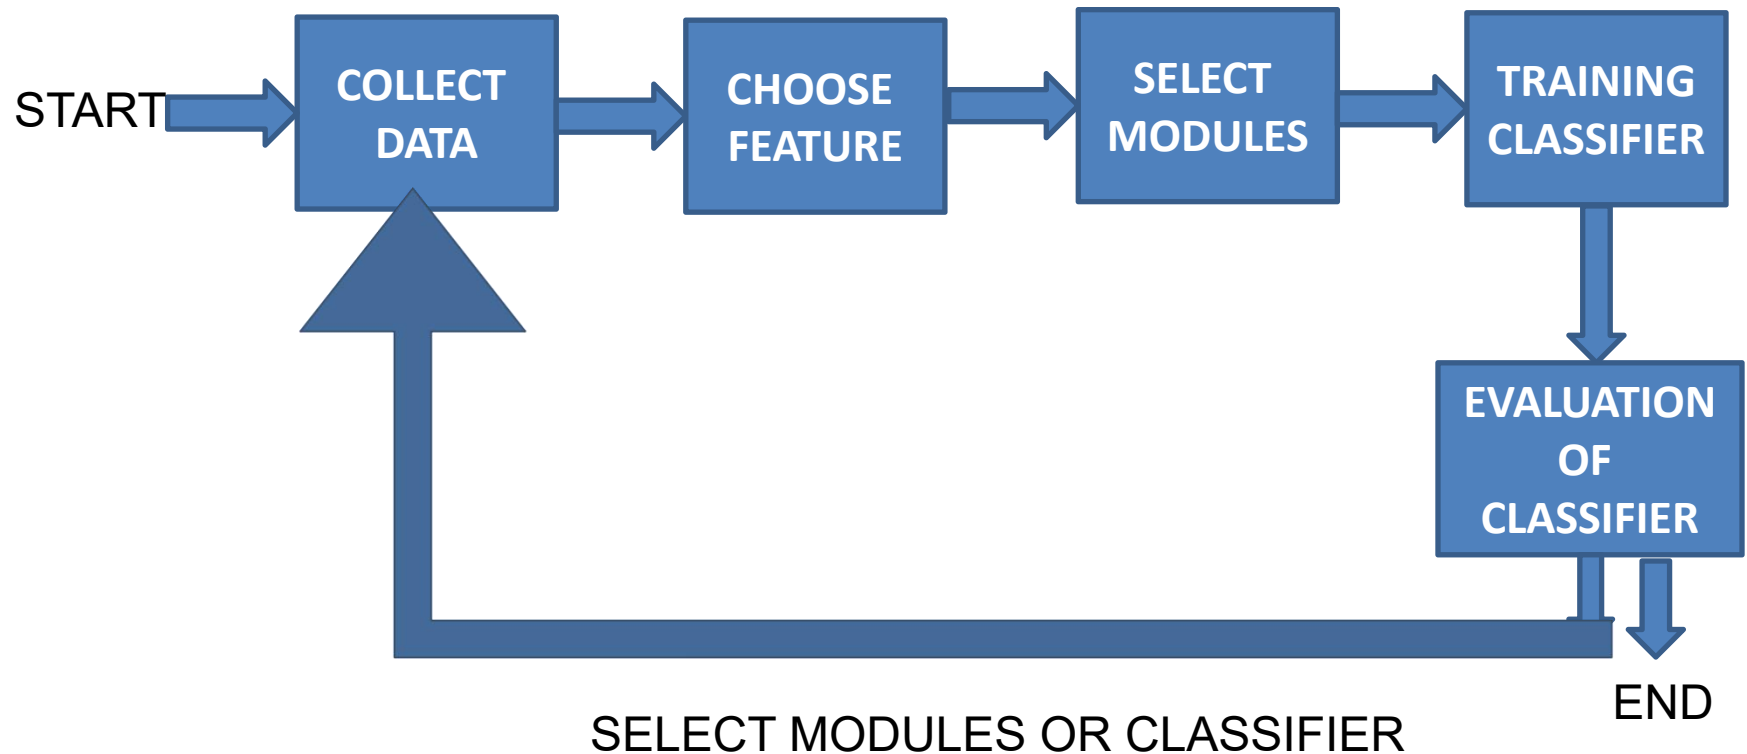 START
COLLECT
DATA
CHOOSE
FEATURE
SELECT
MODULES
TRAINING
CLASSIFIER
EVALUATION
OF
CLASSIFIER
END
SELECT MODULES OR CLASSIFIER